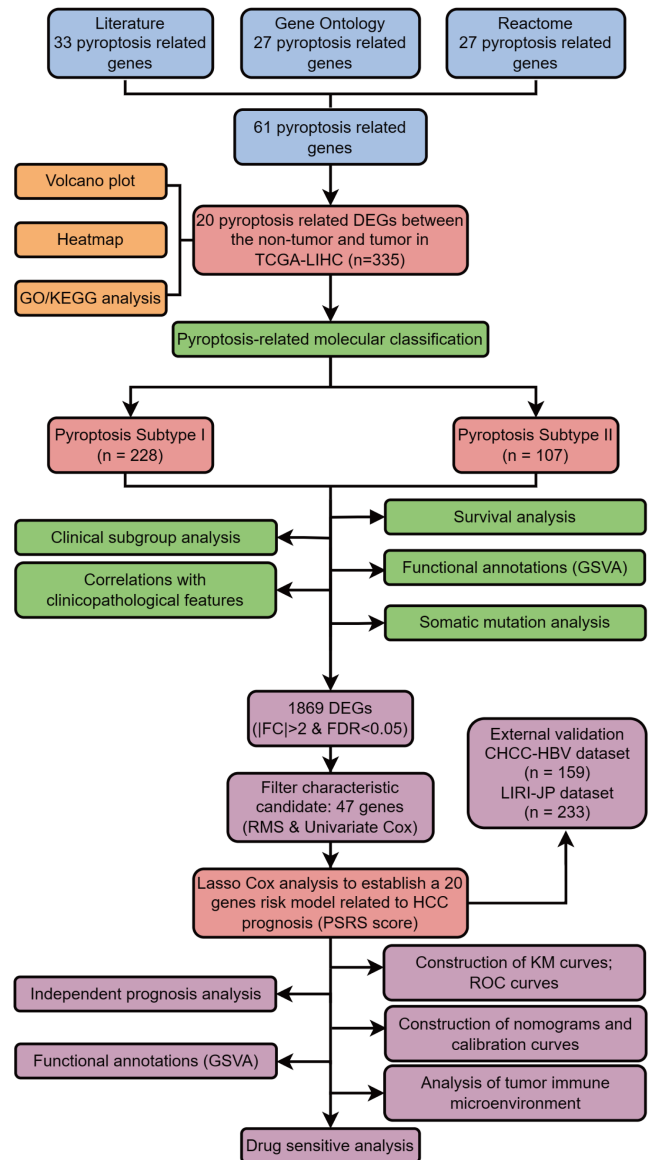 Literature
33 pyroptosis related
genes
Gene Ontology
27 pyroptosis related
genes
Reactome
27 pyroptosis related
genes
61 pyroptosis related
genes
Volcano plot
Heatmap
GO/KEGG analysis
20 pyroptosis related DEGs between
the non-tumor and tumor in
TCGA-LIHC (n=335)
Pyroptosis-related molecular classification
Pyroptosis Subtype I
(n = 228)
Pyroptosis Subtype II
(n = 107)
Clinical subgroup analysis
Correlations with
clinicopathological features
Survival analysis
Functional annotations (GSVA)
Somatic mutation analysis
1869 DEGs
(|FC|>2 & FDR<0.05)
Filter characteristic
candidate: 47 genes
(RMS & Univariate Cox)
External validation
CHCC-HBV dataset
(n = 159)
LIRI-JP dataset
(n = 233)
Lasso Cox analysis to establish a 20
genes risk model related to HCC
prognosis (PSRS score)
Independent prognosis analysis
Functional annotations (GSVA)
Construction of KM curves;
ROC curves
Construction of nomograms and
calibration curves
Analysis of tumor immune
microenvironment
Drug sensitive analysis